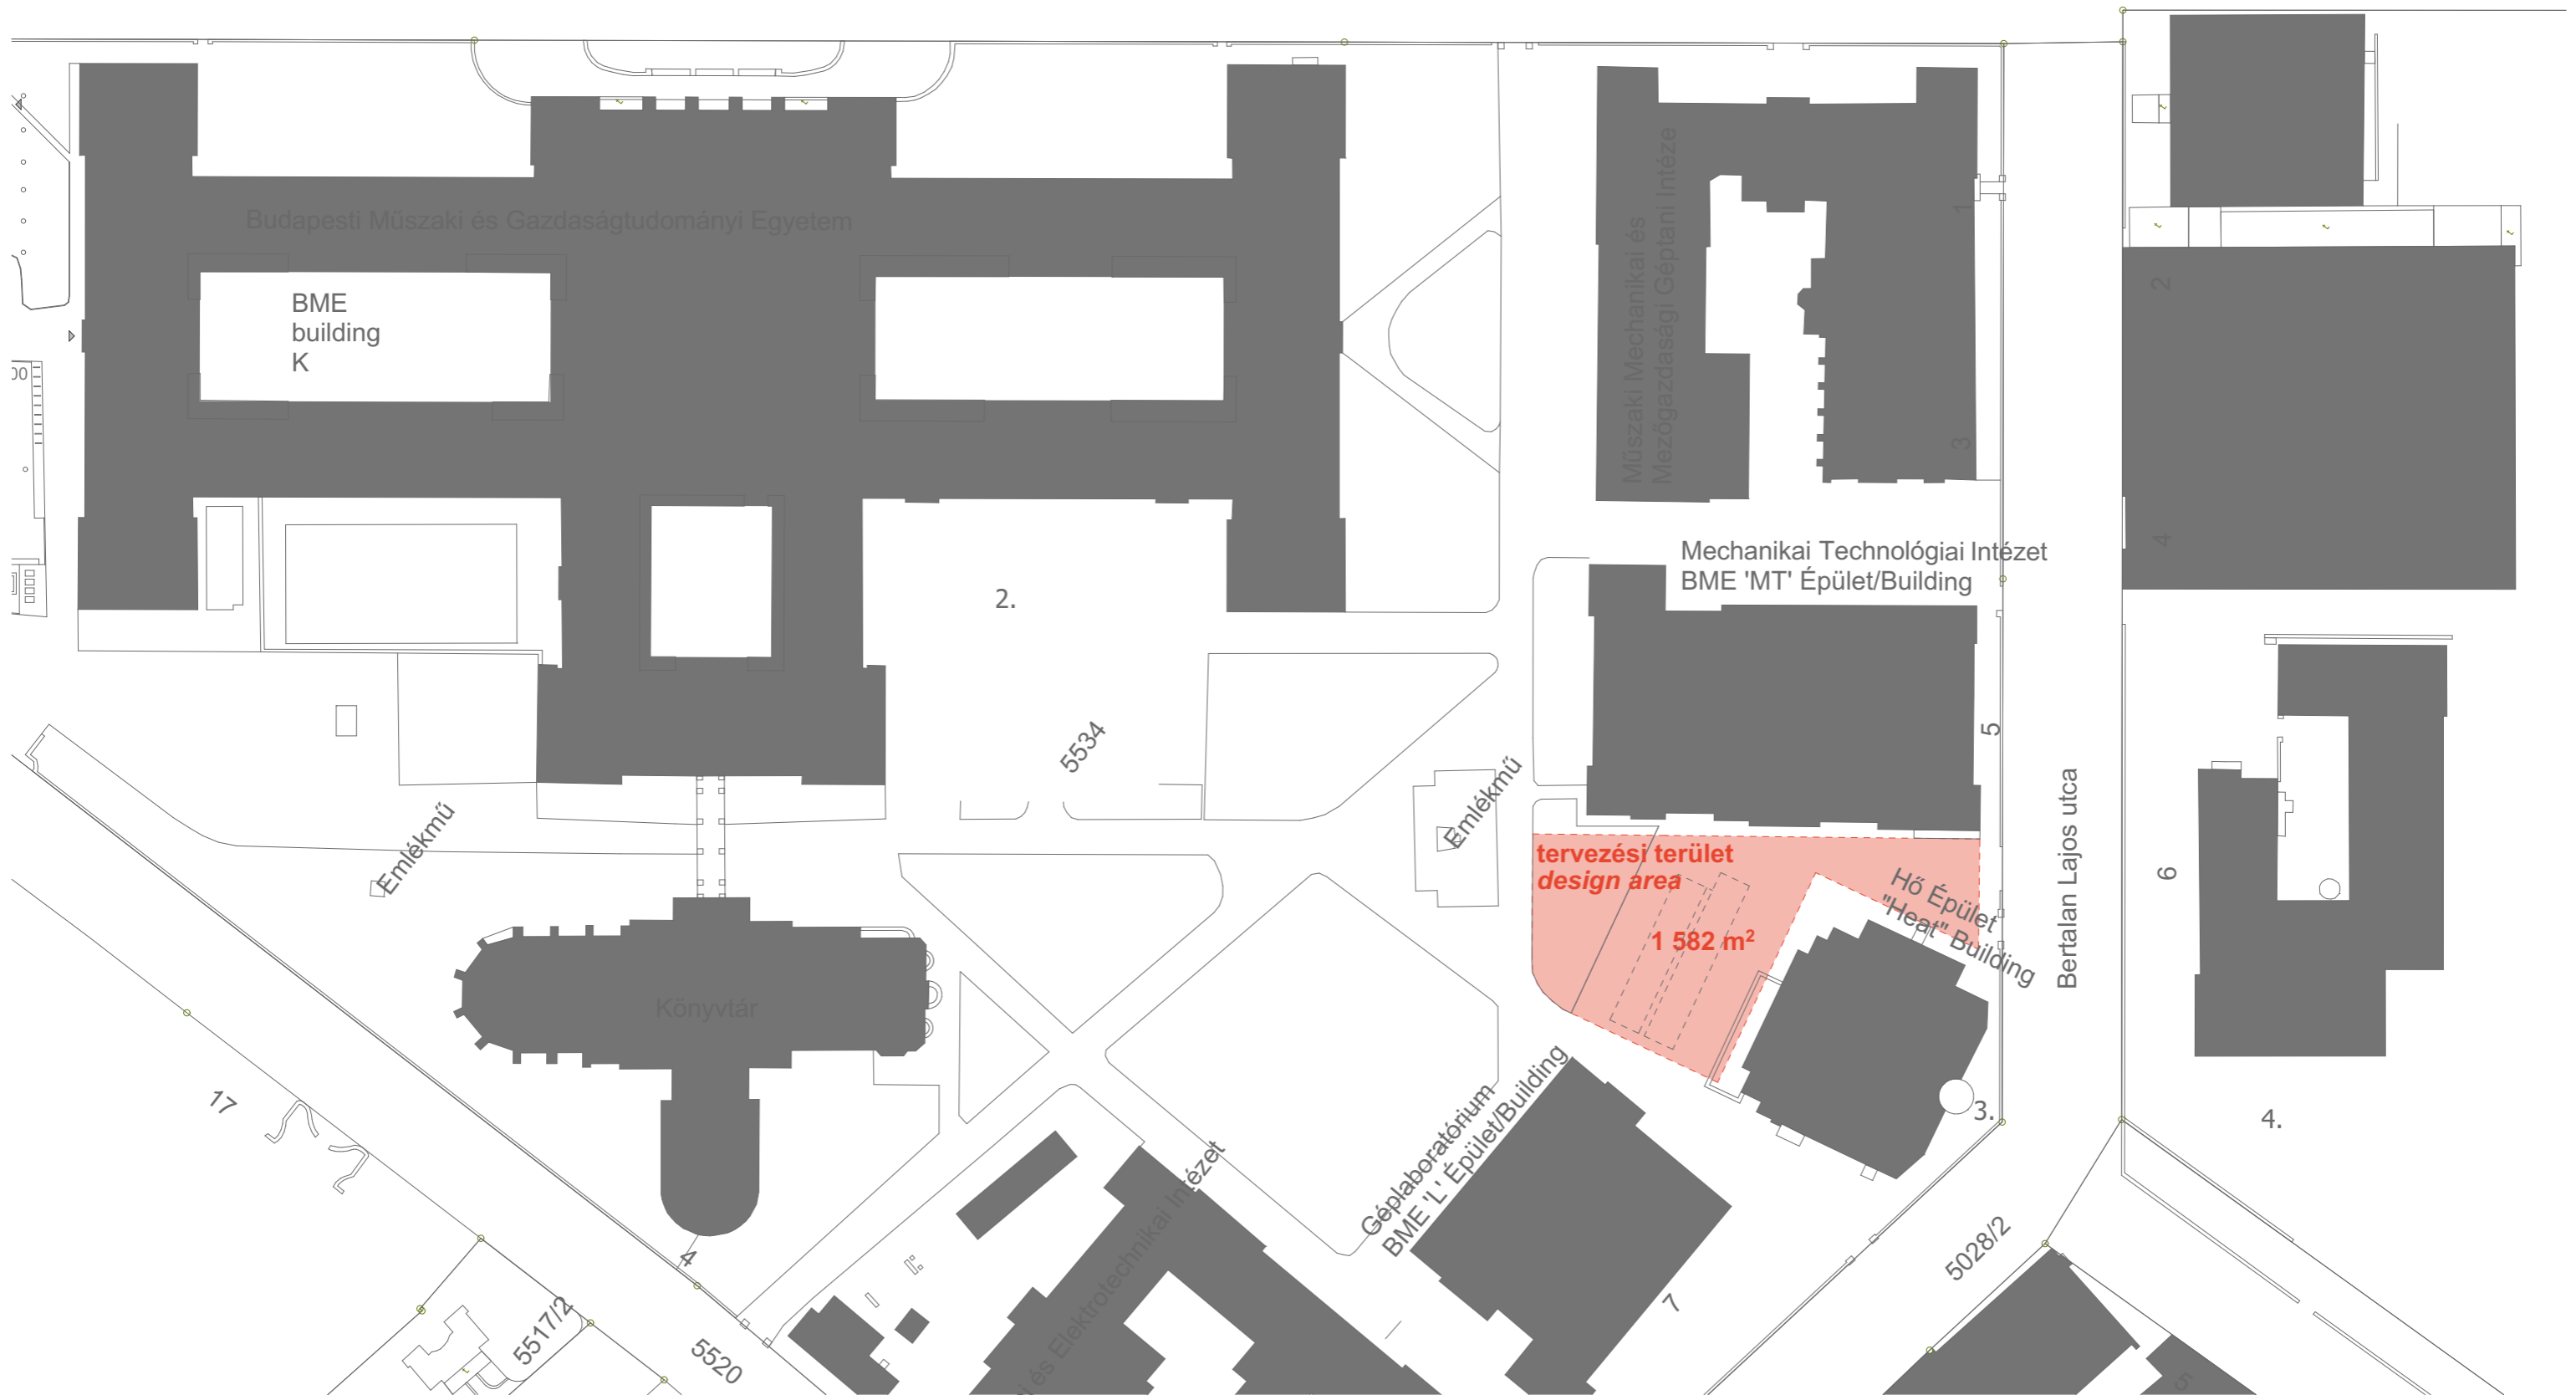 Budapesti Műszaki és Gazdaságtudományi Egyetem
BME
building
K
00
Műszaki Mechanikai és
Mezőgazdasági Géptani Intéze
1
3
2
4
Mechanikai Technológiai Intézet
BME 'MT' Épület/Building
2.
5534
5
Bertalan Lajos utca
6
Emlékmű
Emlékmű
tervezési terület
design area
1 582 m²
Hő Épület
"Heat" Building
Könyvtár
17
3.
4.
Géplaboratórium
BME 'L' Épület/Building
i és Elektrotechnikai Intézet
4
5517/2
5520
7
5028/2
5